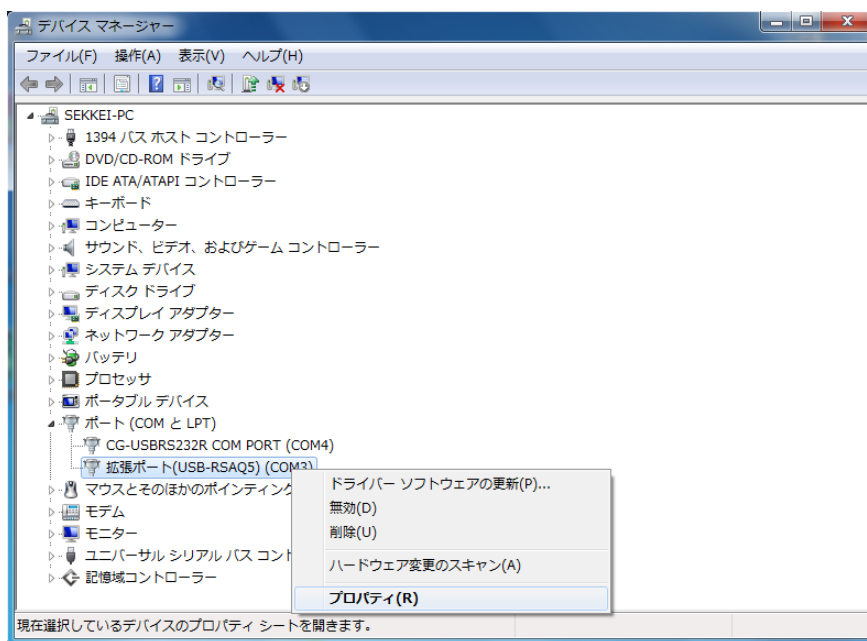 デバイス マネージャー
ファイル(F) 操作(A) 表示(V) ヘルプ(H)
SEKKEI-PC
1394 バス ホスト コントローラー
DVD/CD-ROM ドライブ
IDE ATA/ATAPI コントローラー
キーボード
コンピューター
サウンド、ビデオ、およびゲーム コントローラー
システム デバイス
ディスク ドライブ
ディスプレイ アダプター
ネットワーク アダプター
バッテリ
プロセッサ
ポータブル デバイス
ポート (COM と LPT)
CG-USBRS232R COM PORT (COM4)
拡張ポート(USB-RSAQ5) (COM3)
マウスとそのほかのポインティング
モデム
モニター
ユニバーサル シリアル バス コント
記憶域コントローラー
ドライバー ソフトウェアの更新(P)...
無効(D)
削除(U)
ハードウェア変更のスキャン(A)
プロパティ(R)
現在選択しているデバイスのプロパティ シートを開きます。